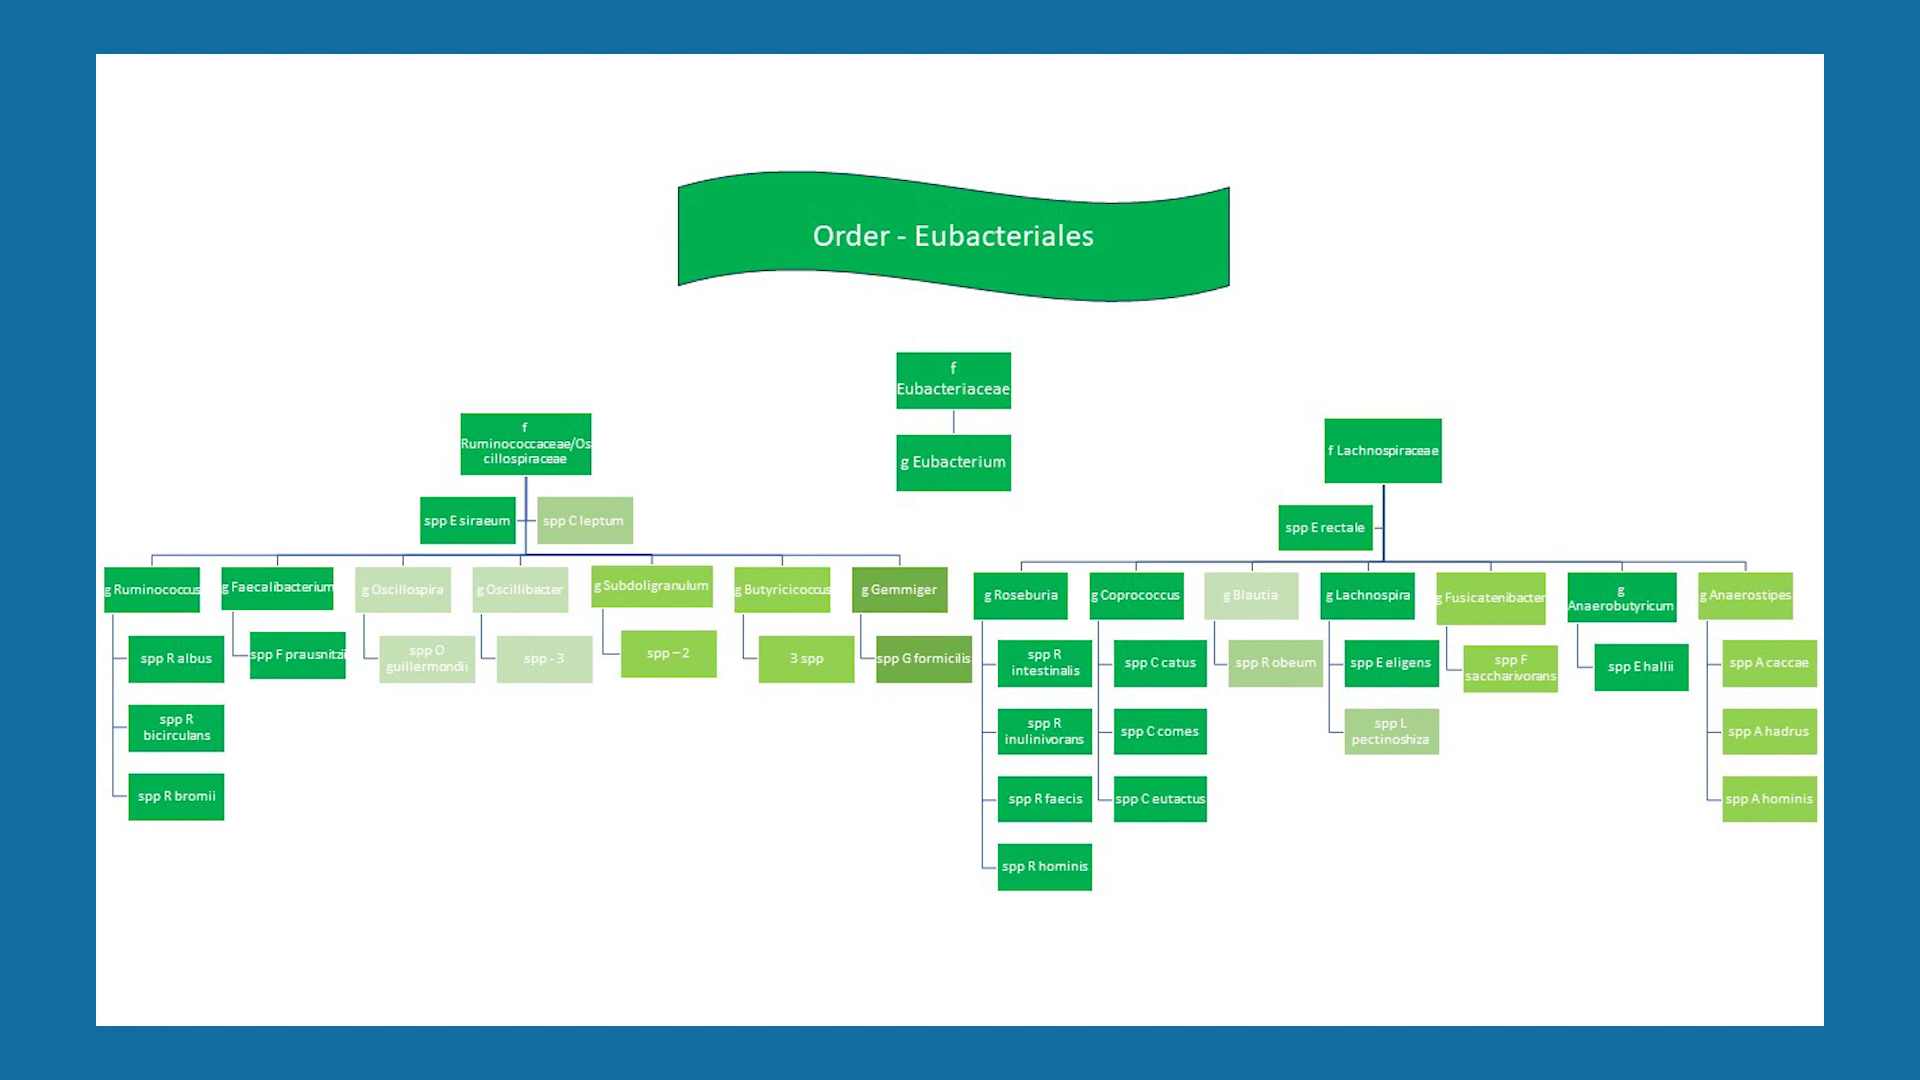 Order - Eubacteriales
f
Eubacteriaceae
g Eubacterium
f
Ruminococcaceae/Os
cillospiraceae
spp E siraeum
spp C leptum
g Ruminococcus
spp R albus
spp R
bicirculans
spp R bromii
g Faecalibacterium
spp F prausnitzii
g Oscillospira
spp O
guillermondii
g Oscillibacter
spp - 3
g Subdoligranulum
spp – 2
g Butyricicoccus
3 spp
g Gemmiger
spp G formicilis
f Lachnospiraceae
spp E rectale
g Roseburia
spp R
intestinalis
spp R
inulinivorans
spp R faecis
spp R hominis
g Coprococcus
spp C catus
spp C comes
spp C eutactus
g Blautia
spp R obeum
g Lachnospira
spp E eligens
spp L
pectinoshiza
g Fusicatenibacter
spp F
saccharivorans
g
Anaerobutyricum
spp E hallii
g Anaerostipes
spp A caccae
spp A hadrus
spp A hominis